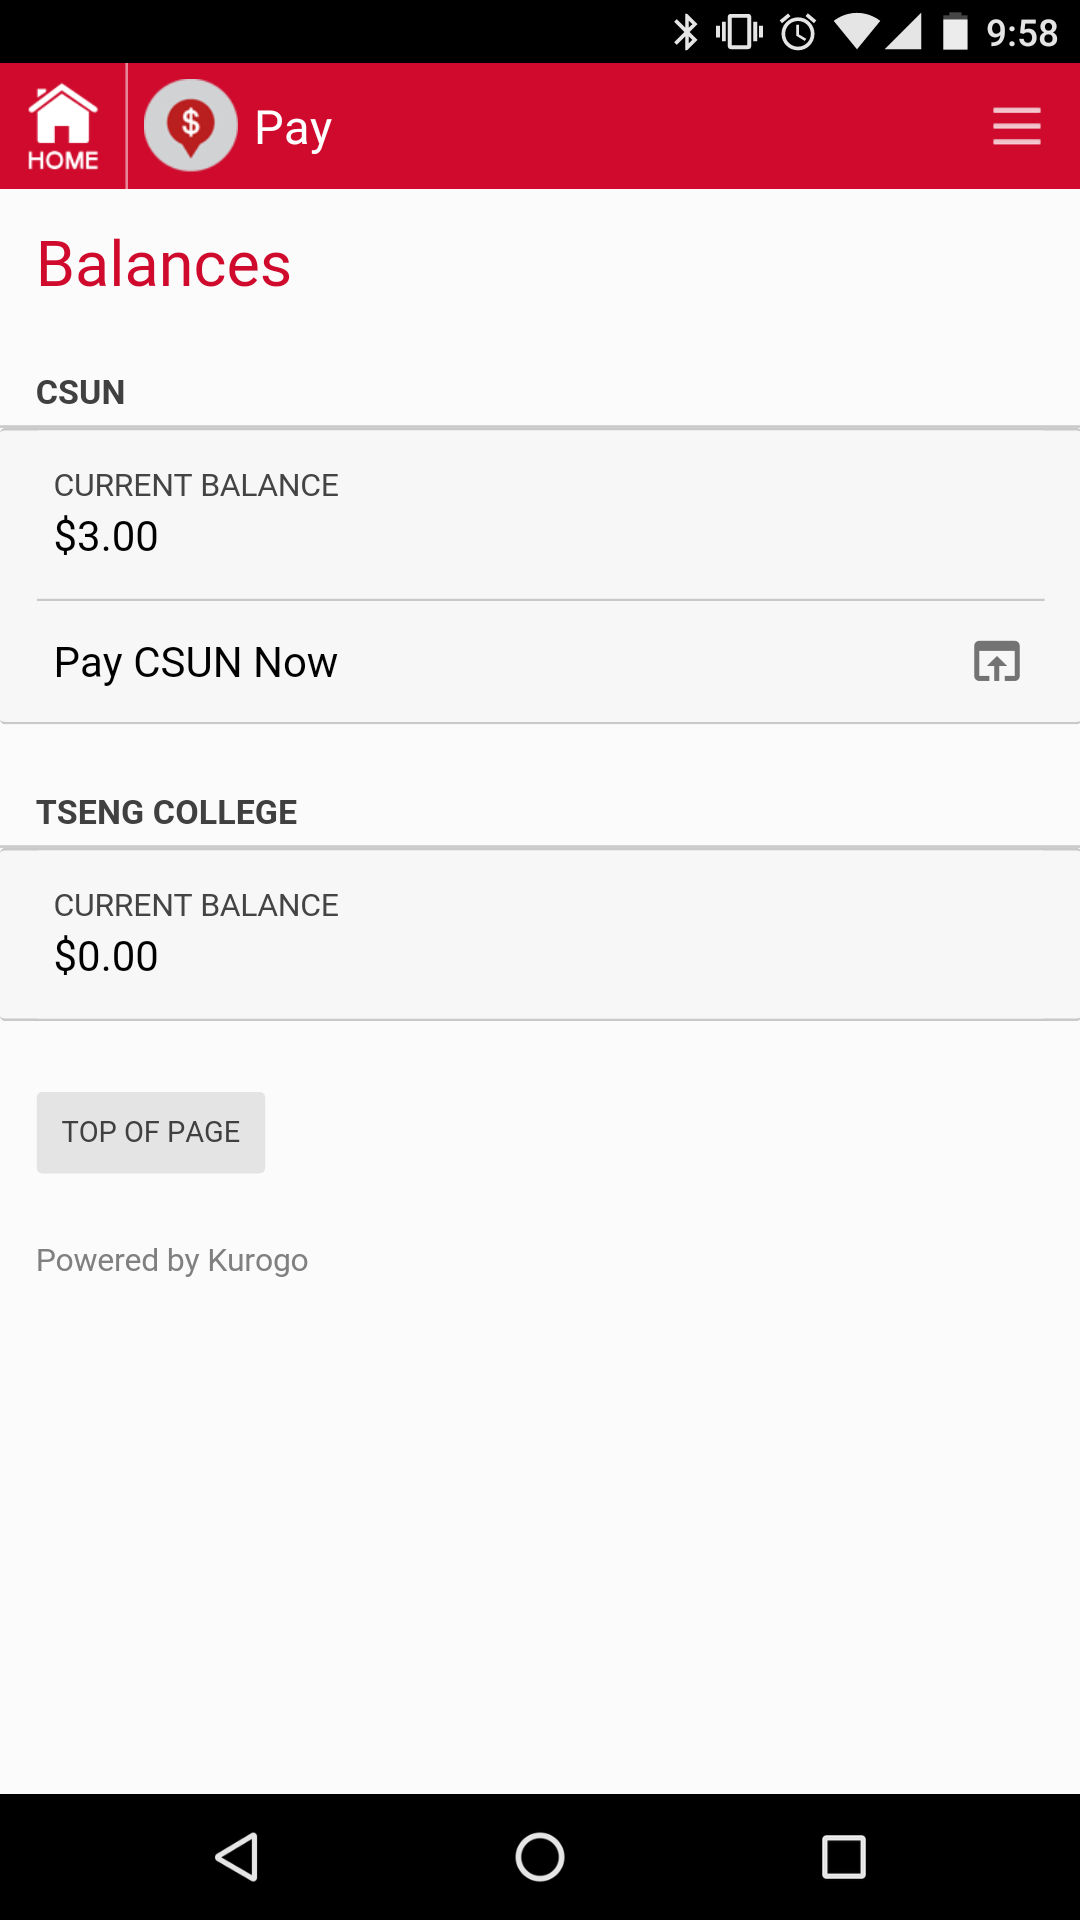 9:58
HOME
$
Pay
Balances
CSUN
CURRENT BALANCE
$3.00
Pay CSUN Now
TSENG COLLEGE
CURRENT BALANCE
$0.00
TOP OF PAGE
Powered by Kurogo